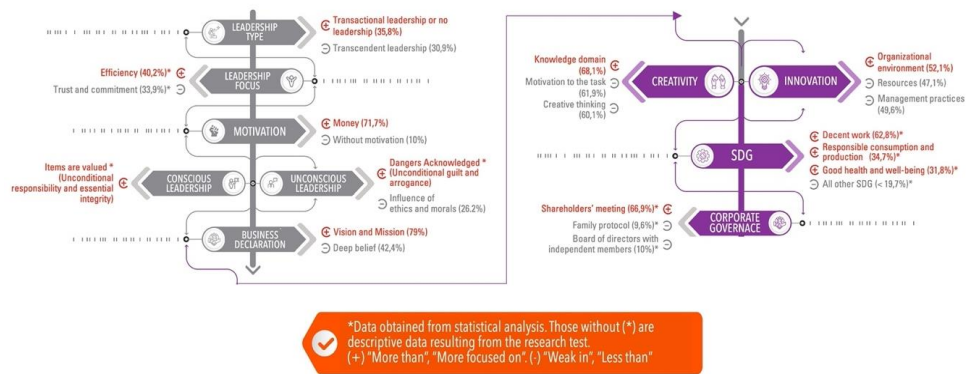 LEADERSHIP
TYPE
Transactional leadership or no
leadership (35,8%)
Transcendent leadership (30,9%)
Efficiency (40,2%)*
Trust and commitment (33,9%)*
LEADERSHIP
FOCUS
MOTIVATION
Money (71,7%)
Without motivation (10%)
Items are valued *
(Unconditional
responsibility and essential
integrity)
CONSCIOUS
LEADERSHIP
UNCONSCIOUS
LEADERSHIP
Dangers Acknowledged *
(Unconditional guilt and
arrogance)
Influence of
ethics and morals (26.2%)
BUSINESS
DECLARATION
Vision and Mission (79%)
Deep belief (42,4%)
Knowledge domain
(68,1%)
Motivation to the task
(61,9%)
Creative thinking
(60,1%)
CREATIVITY
INNOVATION
Organizational
environment (52,1%)
Resources (47,1%)
Management practices
(49,6%)
SDG
Decent work (62,8%)*
Responsible consumption and
production (34,7%)*
Good health and well-being (31,8%)*
All other SDG (< 19,7%)*
Shareholders' meeting (66,9%)*
Family protocol (9,6%)*
Board of directors with
independent members (10%)*
CORPORATE
GOVERNACE
*Data obtained from statistical analysis. Those without (*) are
descriptive data resulting from the research test.
(+) "More than", "More focused on". (-) "Weak in", "Less than"